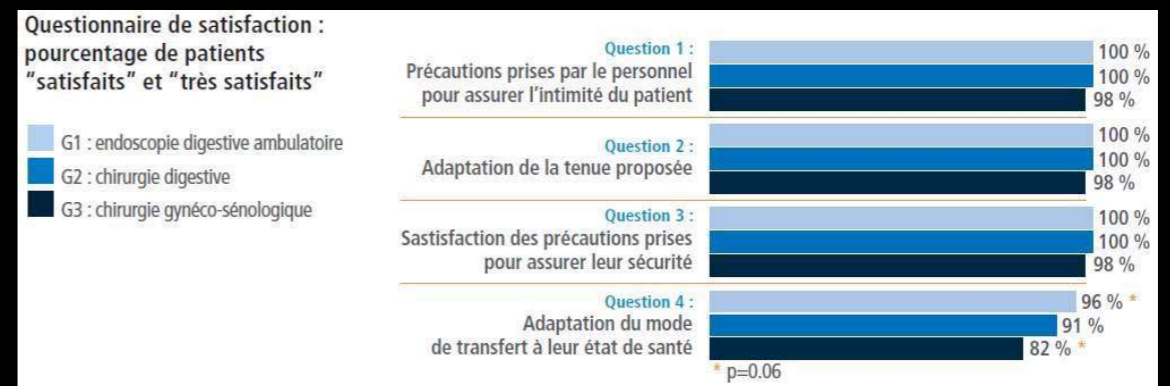 Questionnaire de satisfaction :
pourcentage de patients
“satisfaits” et “très satisfaits”
G1 : endoscopie digestive ambulatoire
G2 : chirurgie digestive
G3 : chirurgie gynéco-sénologique
Question 1 :
Précautions prises par le personnel
pour assurer l’intimité du patient
100 %
100 %
98 %
Question 2 :
Adaptation de la tenue proposée
100 %
100 %
98 %
Question 3 :
Sastisfaction des précautions prises
pour assurer leur sécurité
100 %
100 %
98 %
Question 4 :
Adaptation du mode
de transfert à leur état de santé
96 % *
91 %
82 % *
* p=0.06